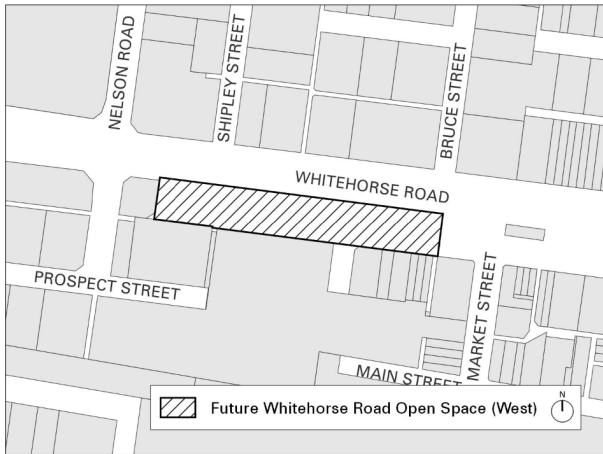 NELSON ROAD
SHIPLEY STREET
BRUCE STREET
WHITEHORSE ROAD
PROSPECT STREET
MARKET STREET
MAIN STREET
Future Whitehorse Road Open Space (West)
N